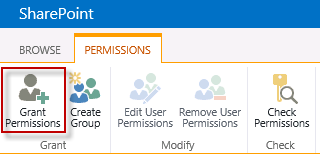 SharePoint
BROWSE PERMISSIONS
Grant Permissions
Create Group
Edit User Permissions
Remove User Permissions
Check Permissions
Grant Modify Check